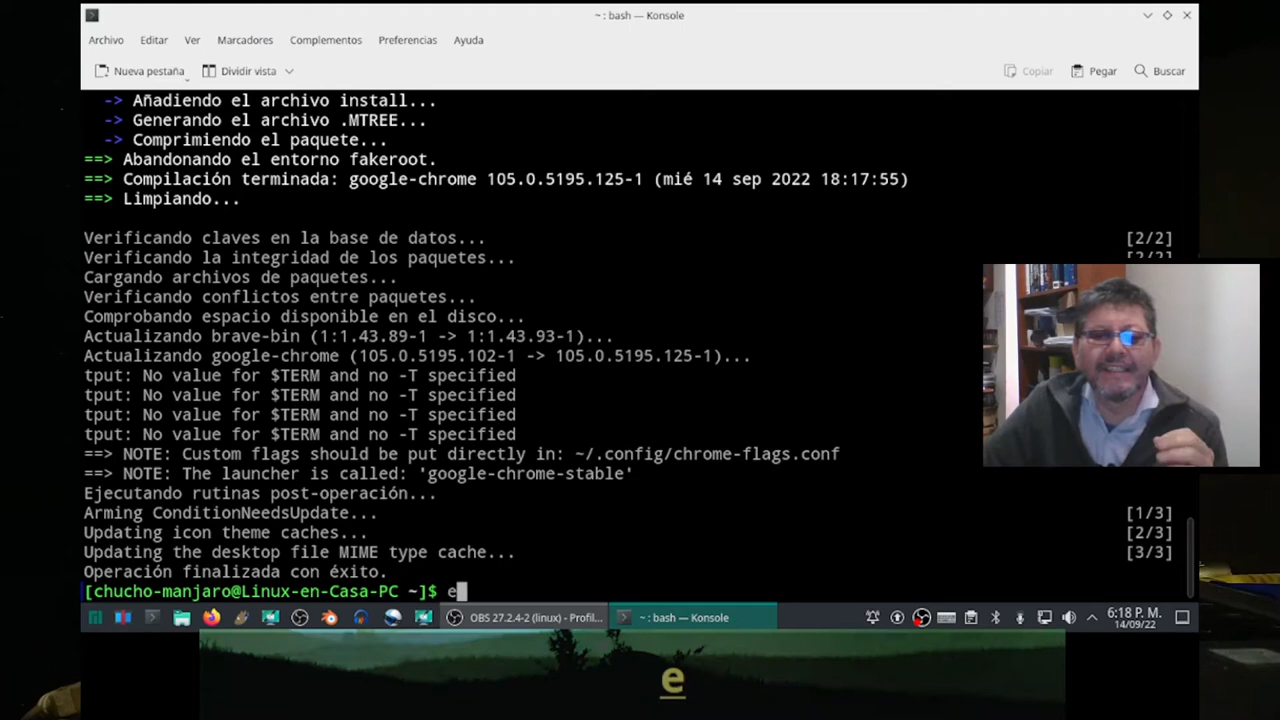 ~ : bash — Konsole
Archivo Editar Ver Marcadores Complementos Preferencias Ayuda
Nueva pestaña Dividir vista Copiar Pegar Buscar
-> Añadiendo el archivo install...
-> Generando el archivo .MTREE...
-> Comprimiendo el paquete...
==> Abandonando el entorno fakeroot.
==> Compilación terminada: google-chrome 105.0.5195.125-1 (mié 14 sep 2022 18:17:55)
==> Limpiando...
Verificando claves en la base de datos... [2/2]
Verificando la integridad de los paquetes... [2/2]
Cargando archivos de paquetes...
Verificando conflictos entre paquetes...
Comprobando espacio disponible en el disco...
Actualizando brave-bin (1:1.43.89-1 -> 1:1.43.93-1)...
Actualizando google-chrome (105.0.5195.102-1 -> 105.0.5195.125-1)...
tput: No value for $TERM and no -T specified
tput: No value for $TERM and no -T specified
tput: No value for $TERM and no -T specified
tput: No value for $TERM and no -T specified
==> NOTE: Custom flags should be put directly in: ~/.config/chrome-flags.conf
==> NOTE: The launcher is called: 'google-chrome-stable'
Ejecutando rutinas post-operación...
Arming ConditionNeedsUpdate... [1/3]
Updating icon theme caches... [2/3]
Updating the desktop file MIME type cache... [3/3]
Operación finalizada con éxito.
[chucho-manjaro@Linux-en-Casa-PC ~]$ e
OBS 27.2.4-2 (linux) - Profil... ~ : bash — Konsole 6:18 P. M.
14/09/22
e